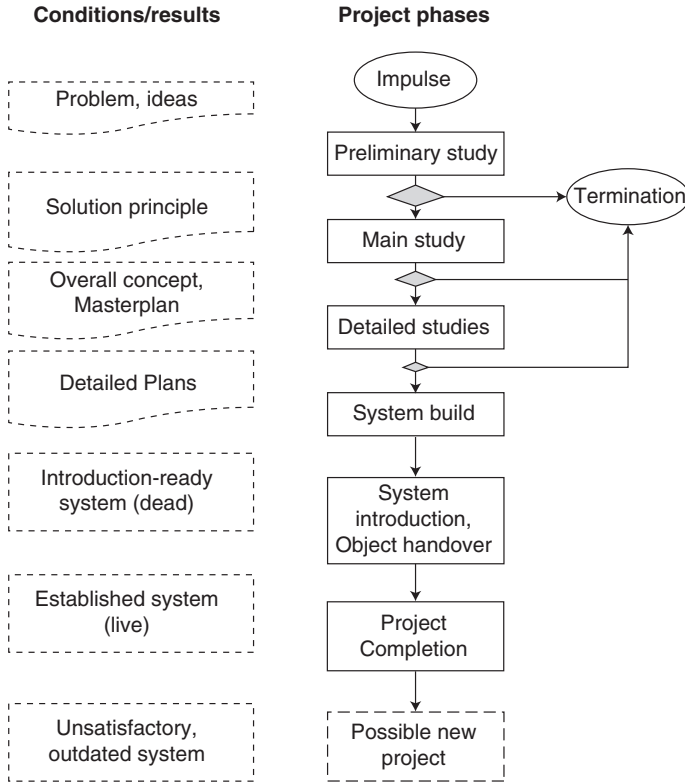 Conditions/results
Project phases
Impulse
Problem, ideas
Preliminary study
Termination
Solution principle
Main study
Overall concept,
Masterplan
Detailed studies
Detailed Plans
System build
Introduction-ready
system (dead)
System
introduction,
Object handover
Established system
(live)
Project
Completion
Unsatisfactory,
outdated system
Possible new
project